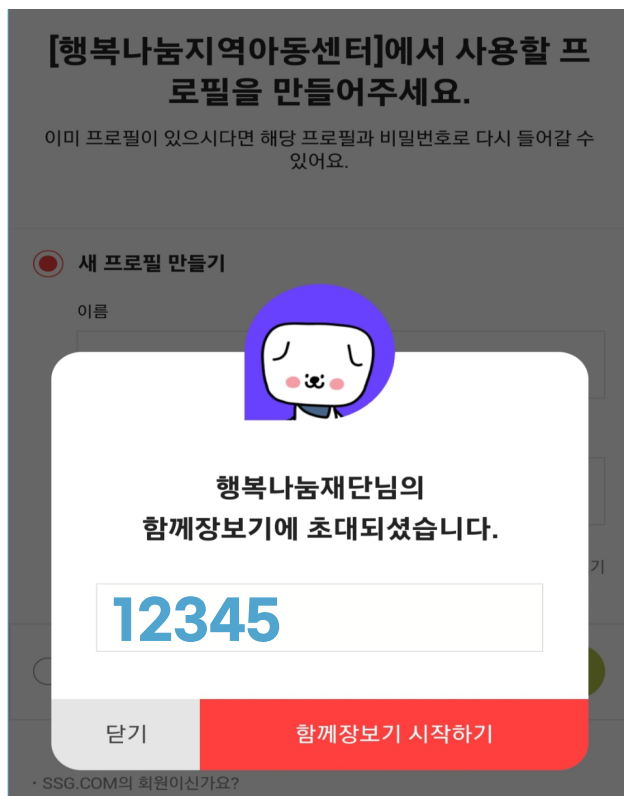 [행복나눔지역아동센터]에서 사용할 프
로필을 만들어주세요.
이미 프로필이 있으시다면 해당 프로필과 비밀번호로 다시 들어갈 수
있어요.
새 프로필 만들기
이름
행복나눔재단님의
함께장보기에 초대되셨습니다.
기
12345
닫기
함께장보기 시작하기
· SSG.COM의 회원이신가요?